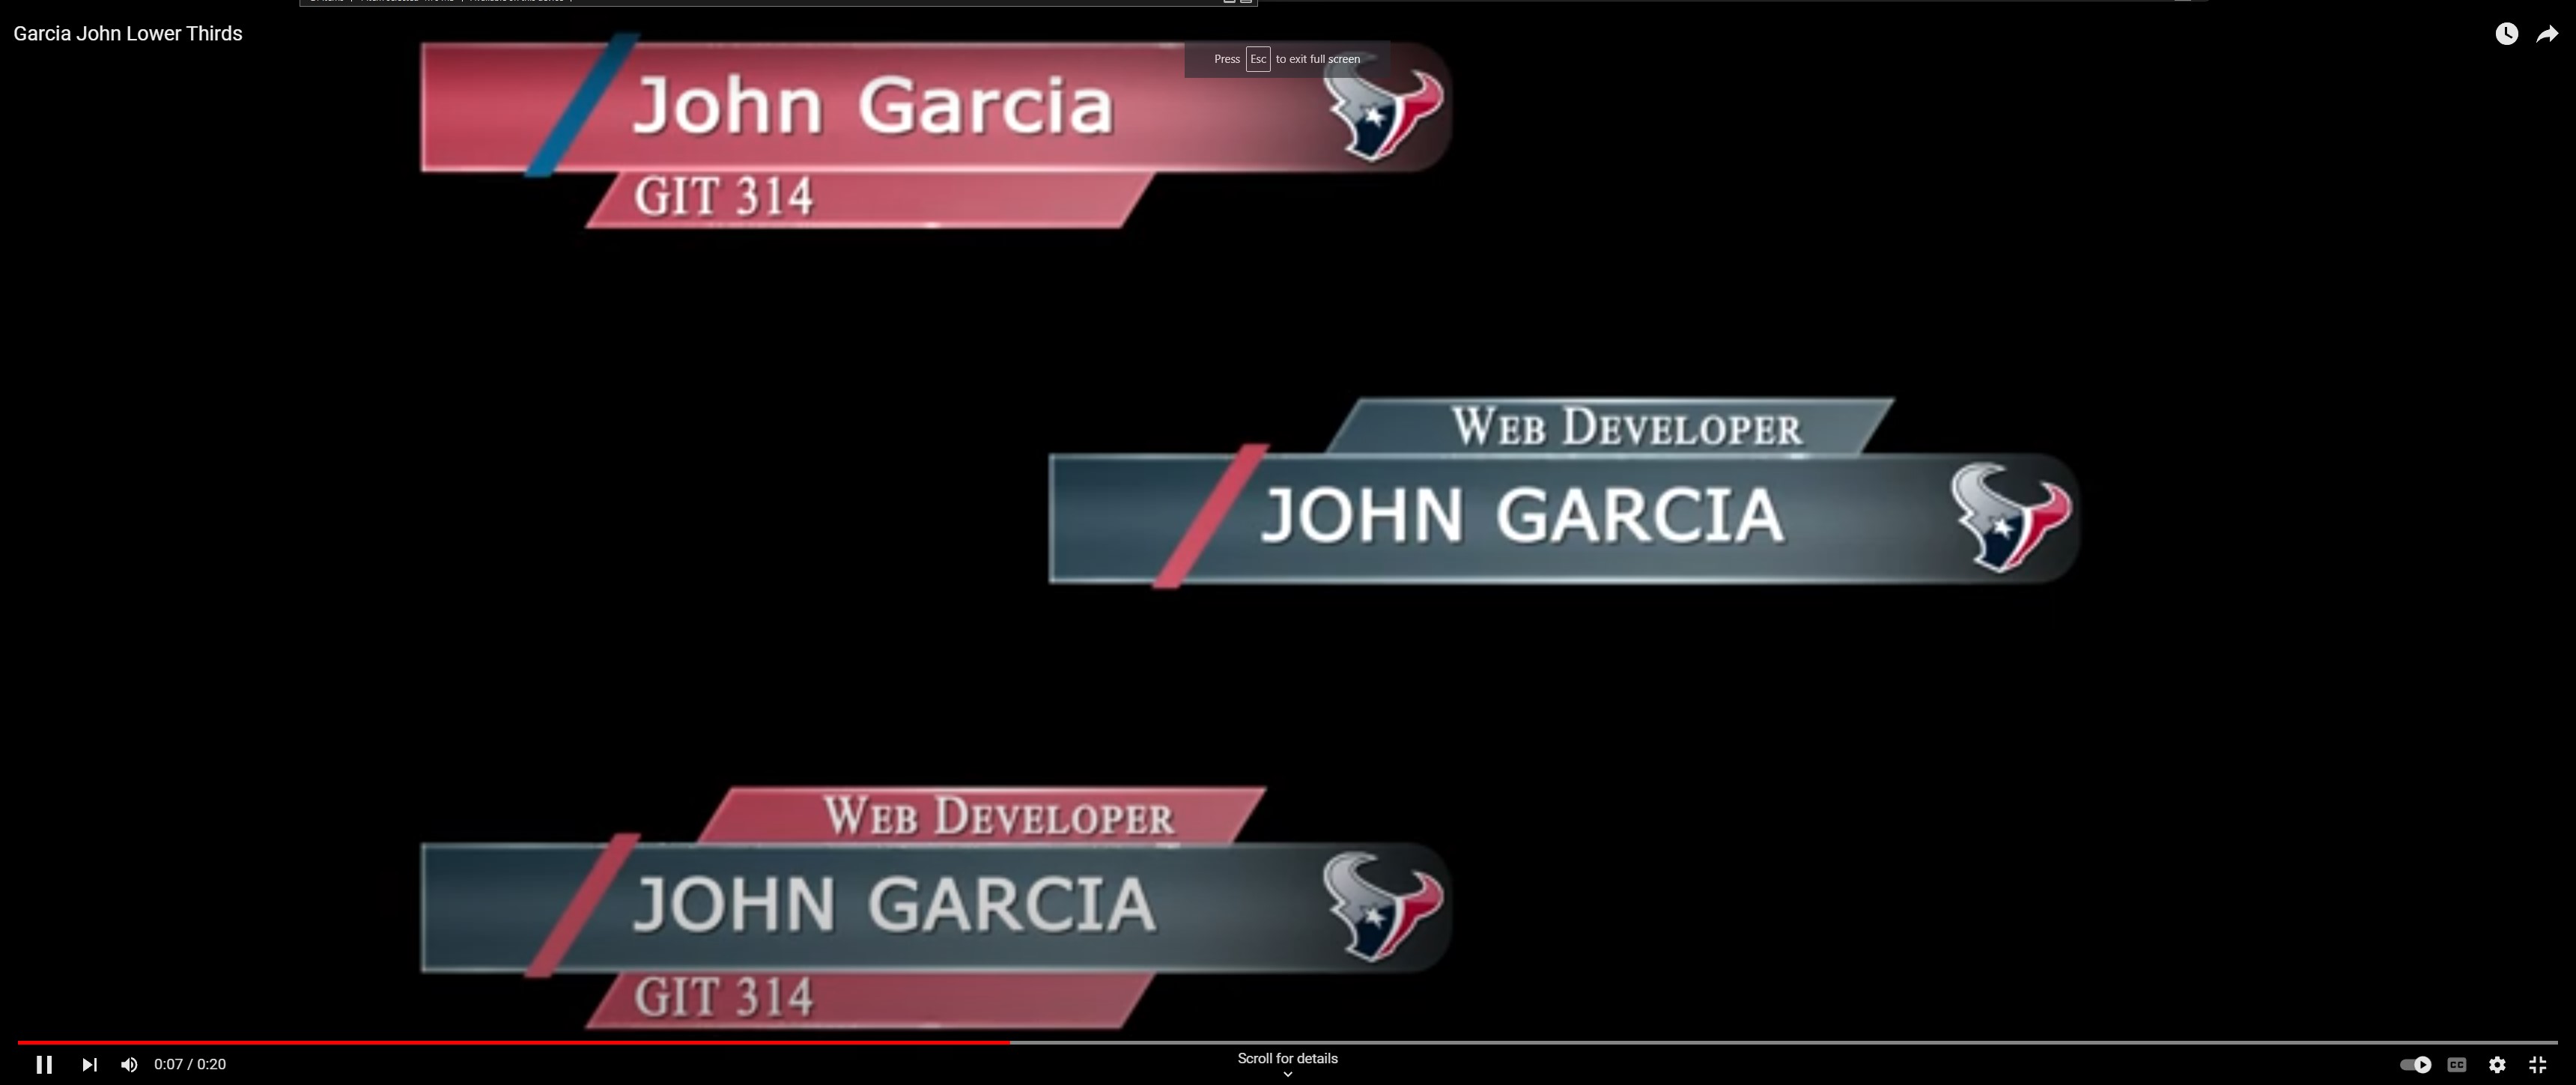 Garcia John Lower Thirds
Press Esc to exit full screen
John Garcia
GIT 314
WEB DEVELOPER
JOHN GARCIA
WEB DEVELOPER
JOHN GARCIA
GIT 314
0:07 / 0:20
Scroll for details
CC